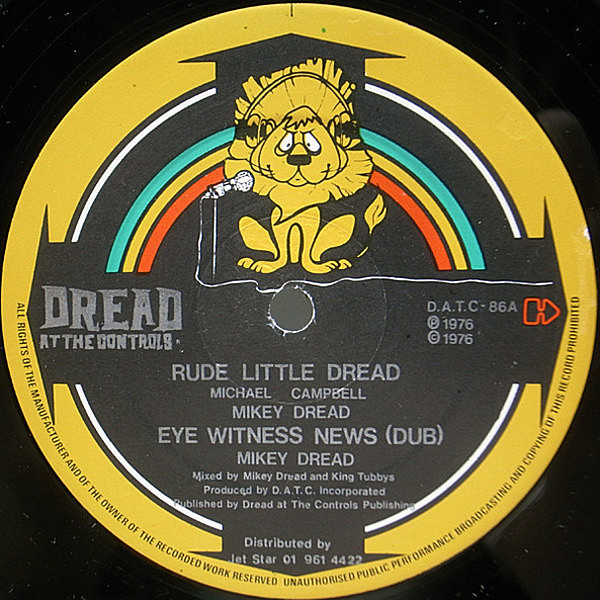 DREAD
AT THE CONTROLS.
D.A.T.C-86A
Ⓟ 1976
© 1976
RUDE LITTLE DREAD
MICHAEL CAMPBELL
MIKEY DREAD
EYE WITNESS NEWS (DUB)
MIKEY DREAD
Mixed by Mikey Dread and King Tubbys
Produced by D.A.T.C. Incorporated
Published by Dread at The Controls Publishing
Distributed by
Jet Star 01 961 4422
ALL RIGHTS OF THE MANUFACTURER AND OF THE OWNER OF THE RECORDED WORK RESERVED UNAUTHORISED PUBLIC PERFORMANCE BROADCASTING AND COPYING OF THIS RECORD PROHIBITED